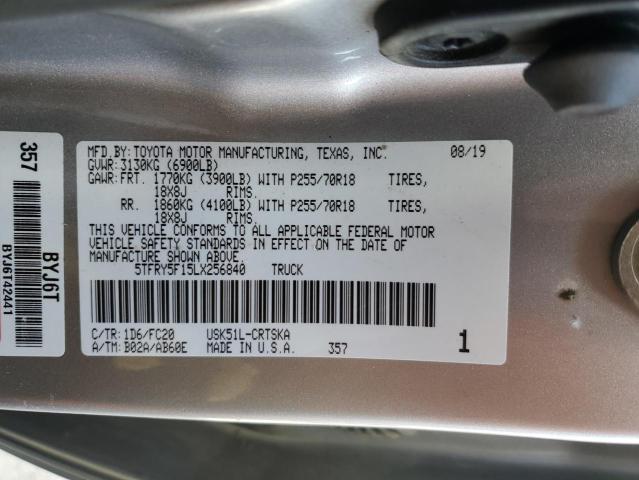 357
BYJ6T
BYJ6T42441
MFD.BY:TOYOTA MOTOR MANUFACTURING, TEXAS, INC. 08/19
GVWR:3130KG (6900LB)
GAWR:FRT. 1770KG (3900LB) WITH P255/70R18 TIRES,
18X8J RIMS.
RR. 1860KG (4100LB) WITH P255/70R18 TIRES,
18X8J RIMS.
THIS VEHICLE CONFORMS TO ALL APPLICABLE FEDERAL MOTOR
VEHICLE SAFETY STANDARDS IN EFFECT ON THE DATE OF
MANUFACTURE SHOWN ABOVE.
5TFRY5F15LX256840 TRUCK
C/TR:1D6/FC20 USK51L-CRTSKA
A/TM:B02A/AB60E MADE IN U.S.A. 357 1